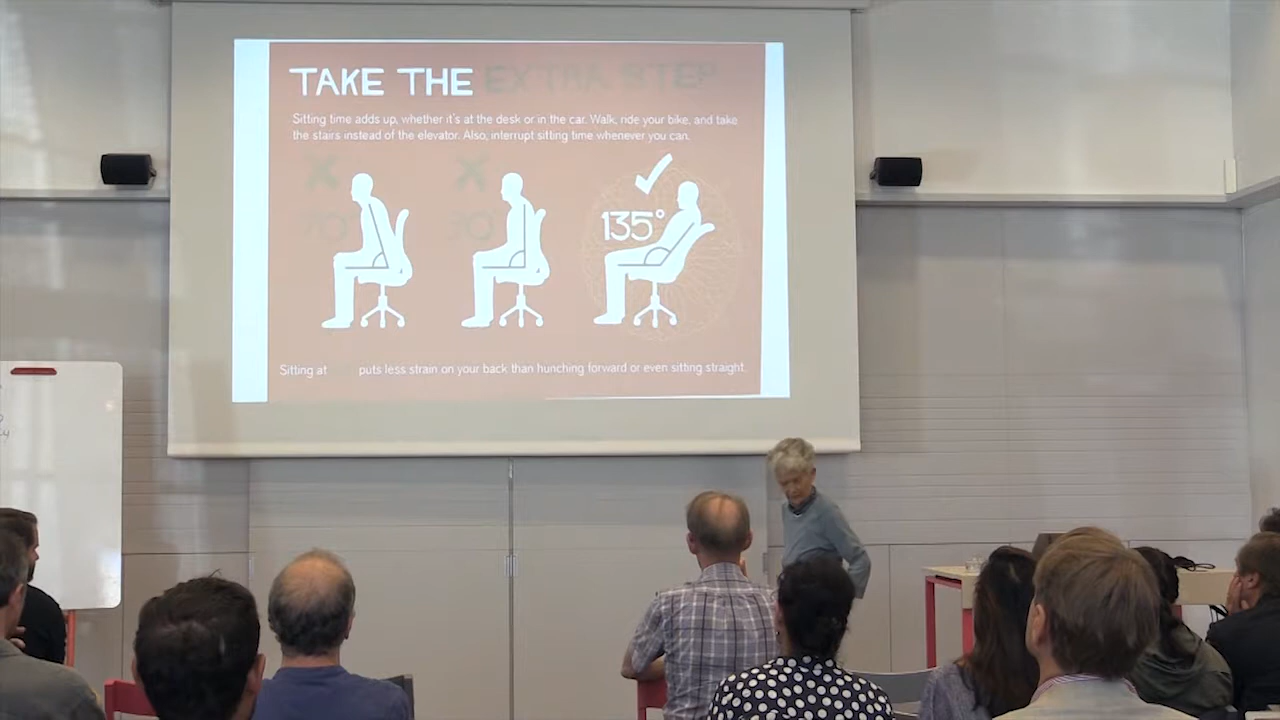 TAKE THE EXTRA STEP
Sitting time adds up, whether it's at the desk or in the car. Walk, ride your bike, and take
the stairs instead of the elevator. Also, interrupt sitting time whenever you can.
135°
Sitting at puts less strain on your back than hunching forward or even sitting straight.